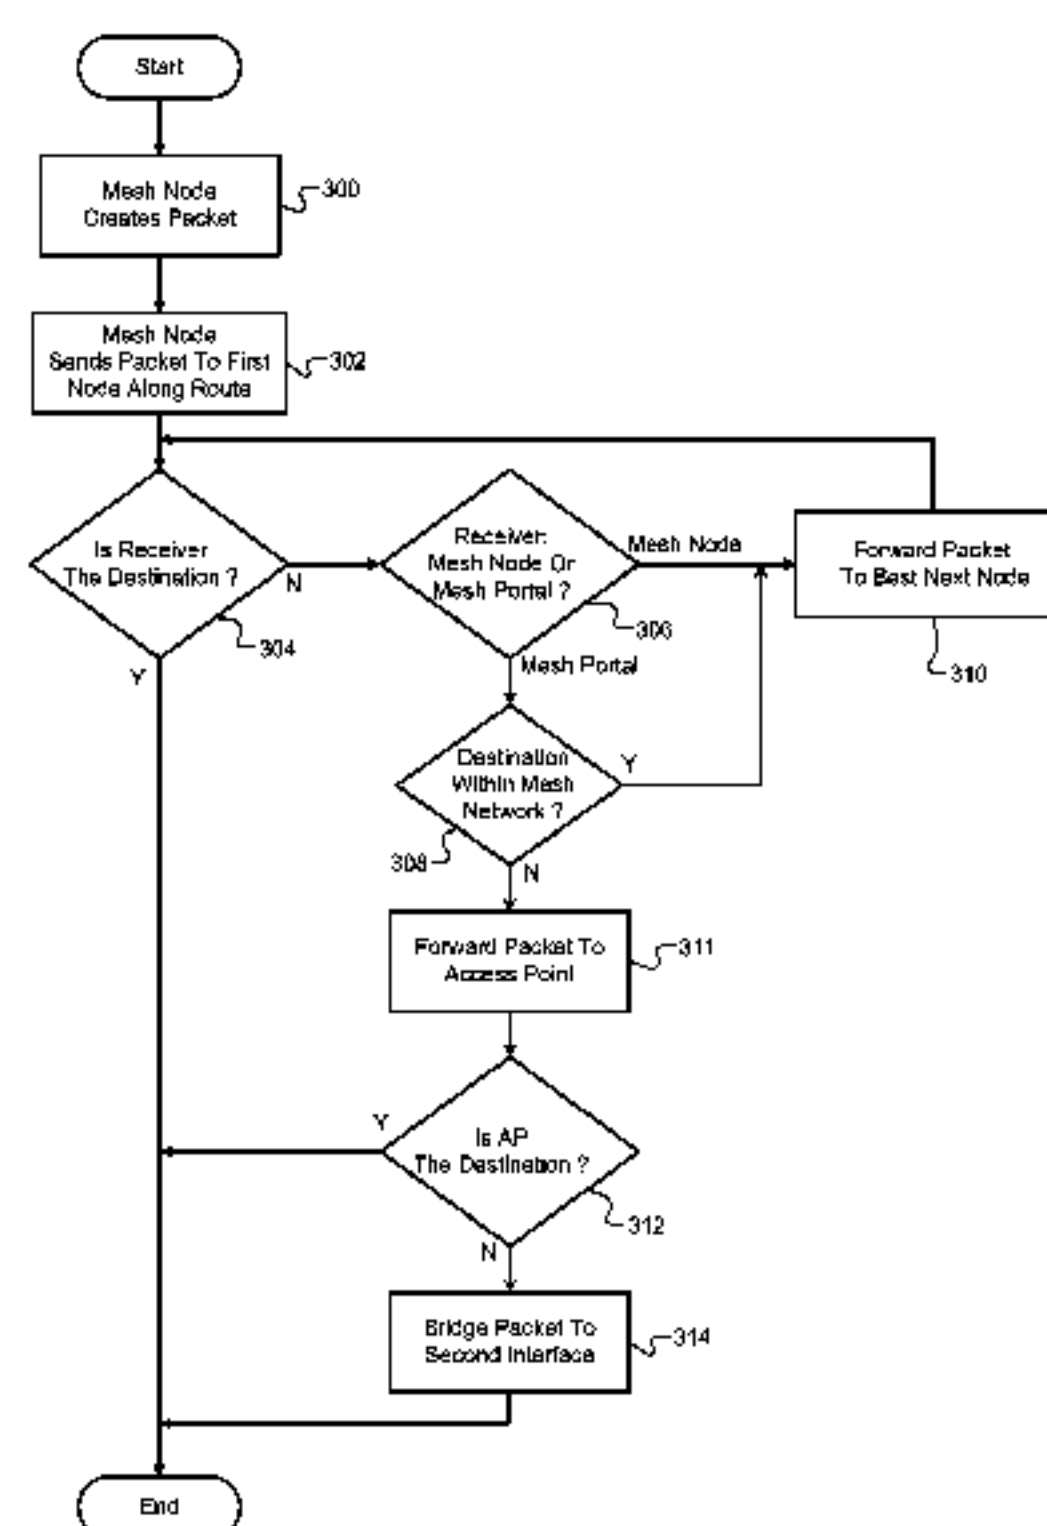 Start
Mesh Node
Creates Packet
300
Mesh Node
Sends Packet To First
Node Along Route
302
Is Receiver
The Destination ?
N
Y
304
Receiver:
Mesh Node Or
Mesh Portal ?
306
Mesh Node
Mesh Portal
Forward Packet
To Best Next Node
310
Destination
Within Mesh
Network ?
Y
308
N
Forward Packet To
Access Point
311
Y
Is AP
The Destination ?
312
N
Bridge Packet To
Second Interface
314
End